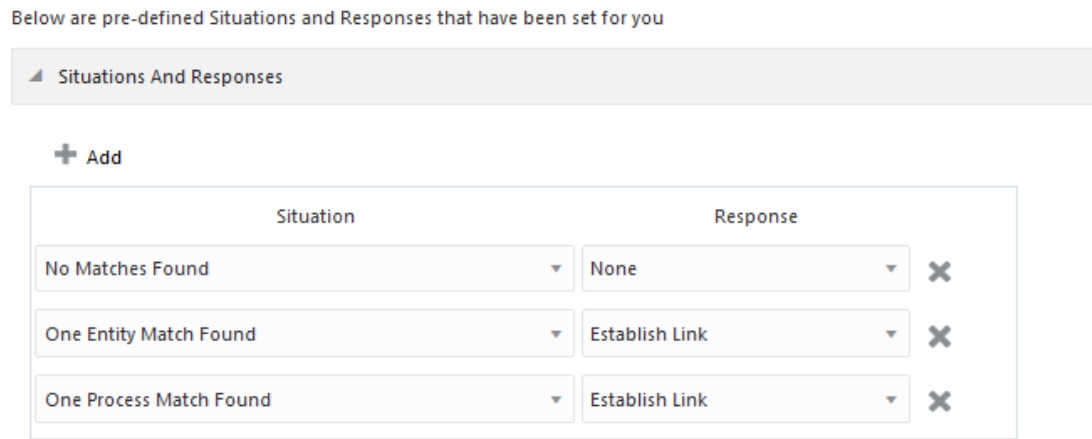 Below are pre-defined Situations and Responses that have been set for you
Situations And Responses
Add
Situation Response
No Matches Found None
One Entity Match Found Establish Link
One Process Match Found Establish Link